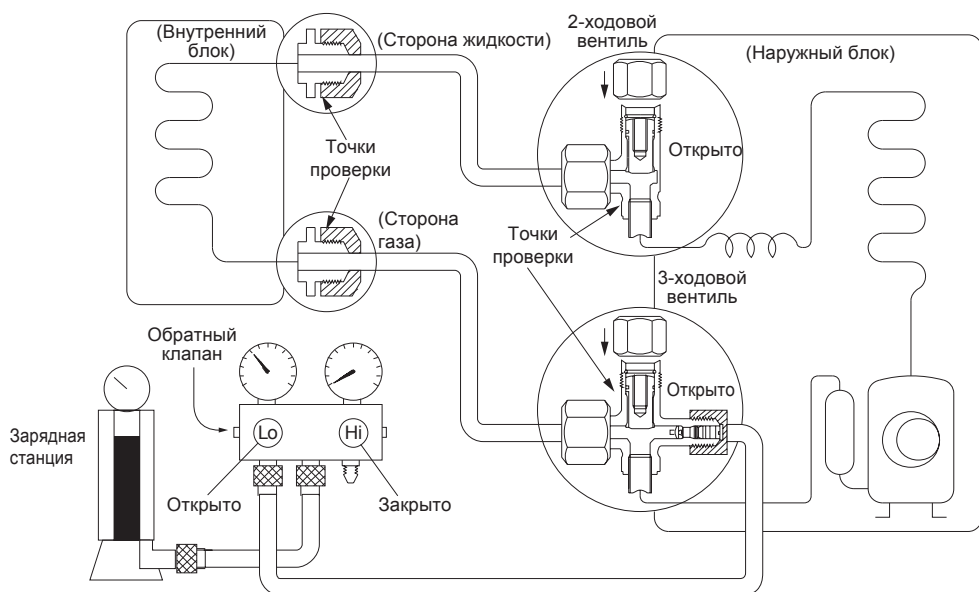 (Внутренний
блок)
(Сторона жидкости)
2-ходовой
вентиль
(Наружный блок)
Открыто
Точки
проверки
(Сторона
газа)
Точки
проверки
3-ходовой
вентиль
Обратный
клапан
Открыто
Зарядная
станция
Lo
Hi
Открыто
Закрыто